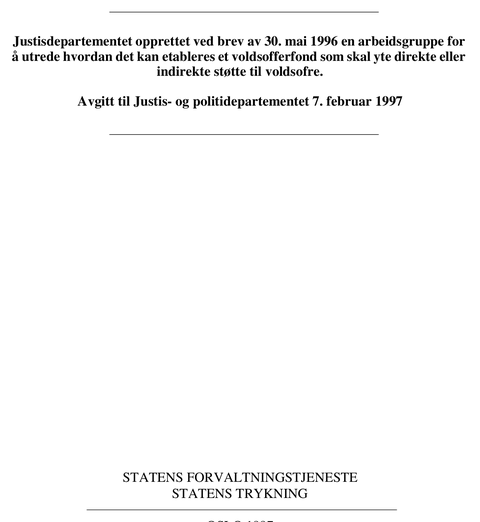 Justisdepartementet opprettet ved brev av 30. mai 1996 en arbeidsgruppe for
å utrede hvordan det kan etableres et voldsofferfond som skal yte direkte eller
indirekte støtte til voldsofre.
Avgitt til Justis- og politidepartementet 7. februar 1997
STATENS FORVALTNINGSTJENESTE
STATENS TRYKNING